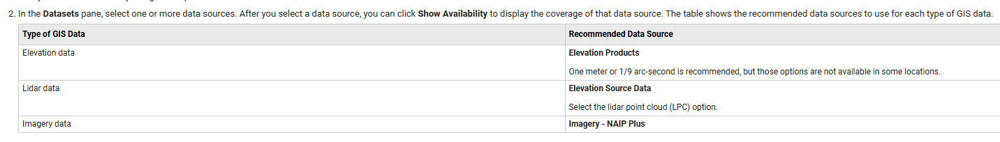 2. In the Datasets pane, select one or more data sources. After you select a data source, you can click Show Availability to display the coverage of that data source. The table shows the recommended data sources to use for each type of GIS data.
Type of GIS Data
Recommended Data Source
Elevation data
Elevation Products
One meter or 1/9 arc-second is recommended, but those options are not available in some locations.
Lidar data
Elevation Source Data
Select the lidar point cloud (LPC) option.
Imagery data
Imagery - NAIP Plus